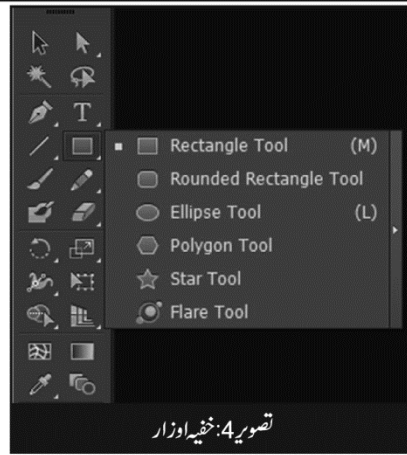 Rectangle Tool (M)
Rounded Rectangle Tool
Ellipse Tool (L)
Polygon Tool
Star Tool
Flare Tool
تصویر4:خفیہ اوزار